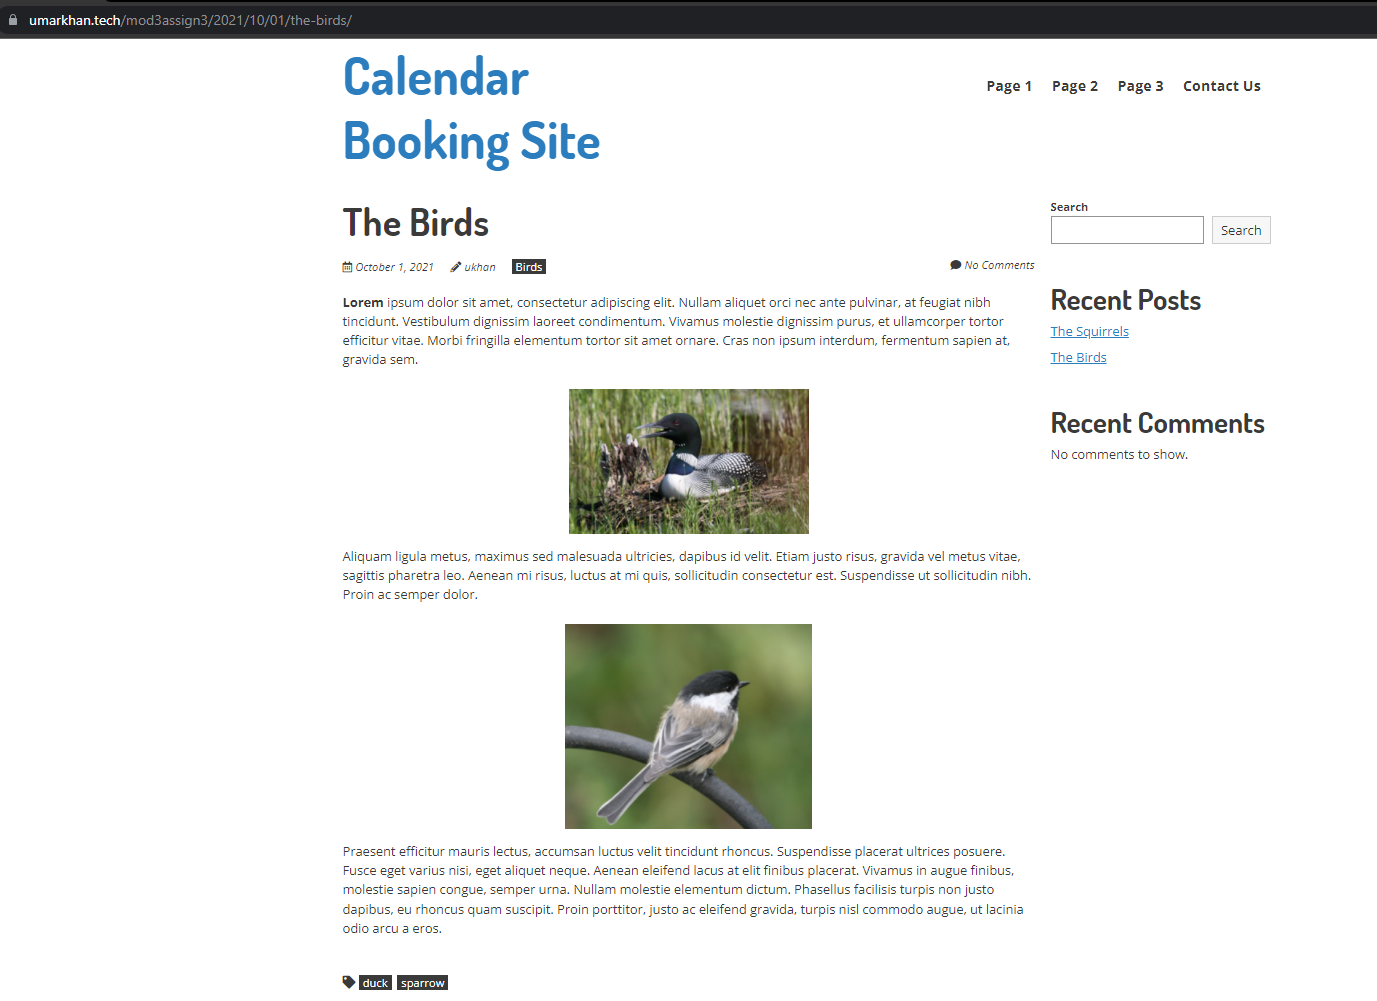 umarkhan.tech/mod3assign3/2021/10/01/the-birds/
Calendar
Booking Site
Page 1 Page 2 Page 3 Contact Us
The Birds
October 1, 2021 ukhan Birds No Comments
Lorem ipsum dolor sit amet, consectetur adipiscing elit. Nullam aliquet orci nec ante pulvinar, at feugiat nibh
tincidunt. Vestibulum dignissim laoreet condimentum. Vivamus molestie dignissim purus, et ullamcorper tortor
efficitur vitae. Morbi fringilla elementum tortor sit amet ornare. Cras non ipsum interdum, fermentum sapien at,
gravida sem.
Aliquam ligula metus, maximus sed malesuada ultricies, dapibus id velit. Etiam justo risus, gravida vel metus vitae,
sagittis pharetra leo. Aenean mi risus, luctus at mi quis, sollicitudin consectetur est. Suspendisse ut sollicitudin nibh.
Proin ac semper dolor.
Praesent efficitur mauris lectus, accumsan luctus velit tincidunt rhoncus. Suspendisse placerat ultrices posuere.
Fusce eget varius nisi, eget aliquet neque. Aenean eleifend lacus at elit finibus placerat. Vivamus in augue finibus,
molestie sapien congue, semper urna. Nullam molestie elementum dictum. Phasellus facilisis turpis non justo
dapibus, eu rhoncus quam suscipit. Proin porttitor, justo ac eleifend gravida, turpis nisl commodo augue, ut lacinia
odio arcu a eros.
duck sparrow
Search
Search
Recent Posts
The Squirrels
The Birds
Recent Comments
No comments to show.